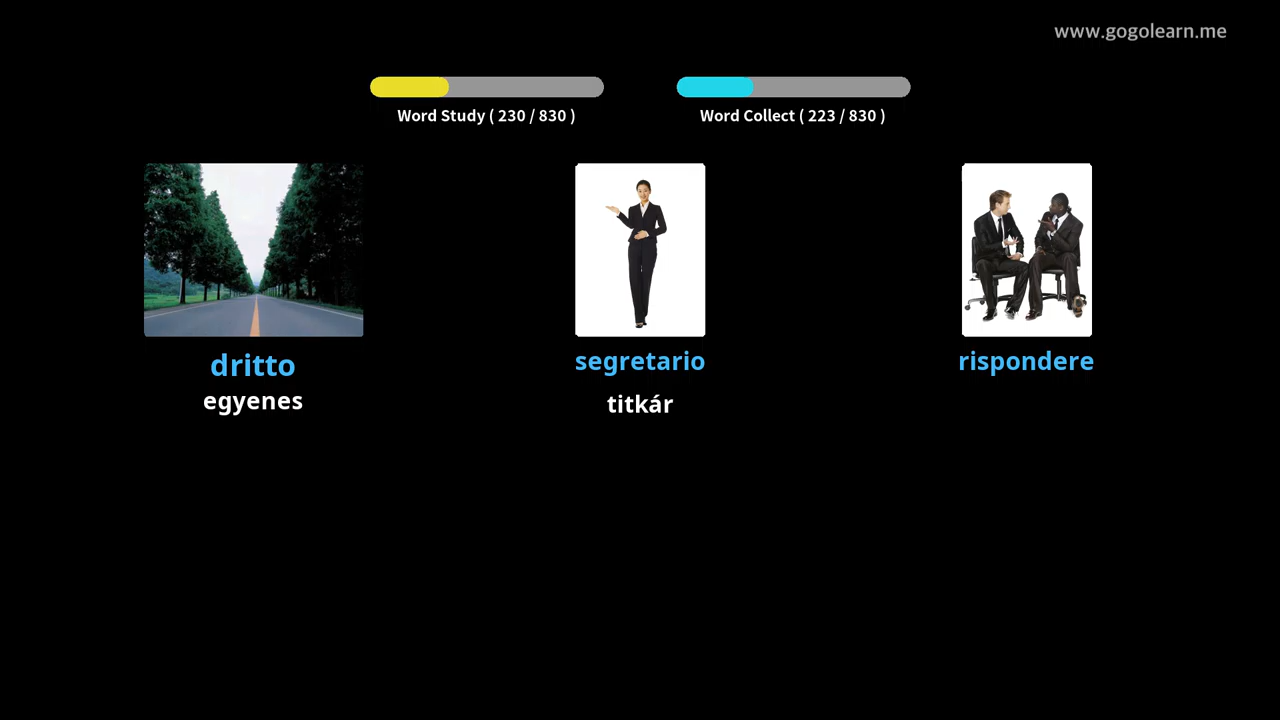 www.gogolearn.me
Word Study ( 230 / 830 )
Word Collect ( 223 / 830 )
dritto
egyenes
segretario
titkár
rispondere